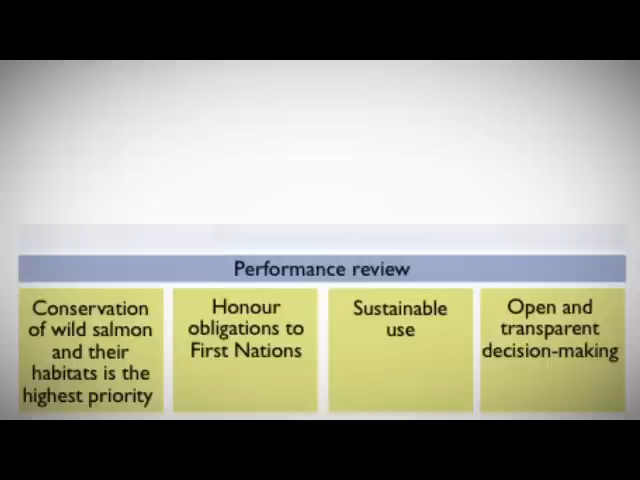 Performance review
Conservation
of wild salmon
and their
habitats is the
highest priority
Honour
obligations to
First Nations
Sustainable
use
Open and
transparent
decision-making